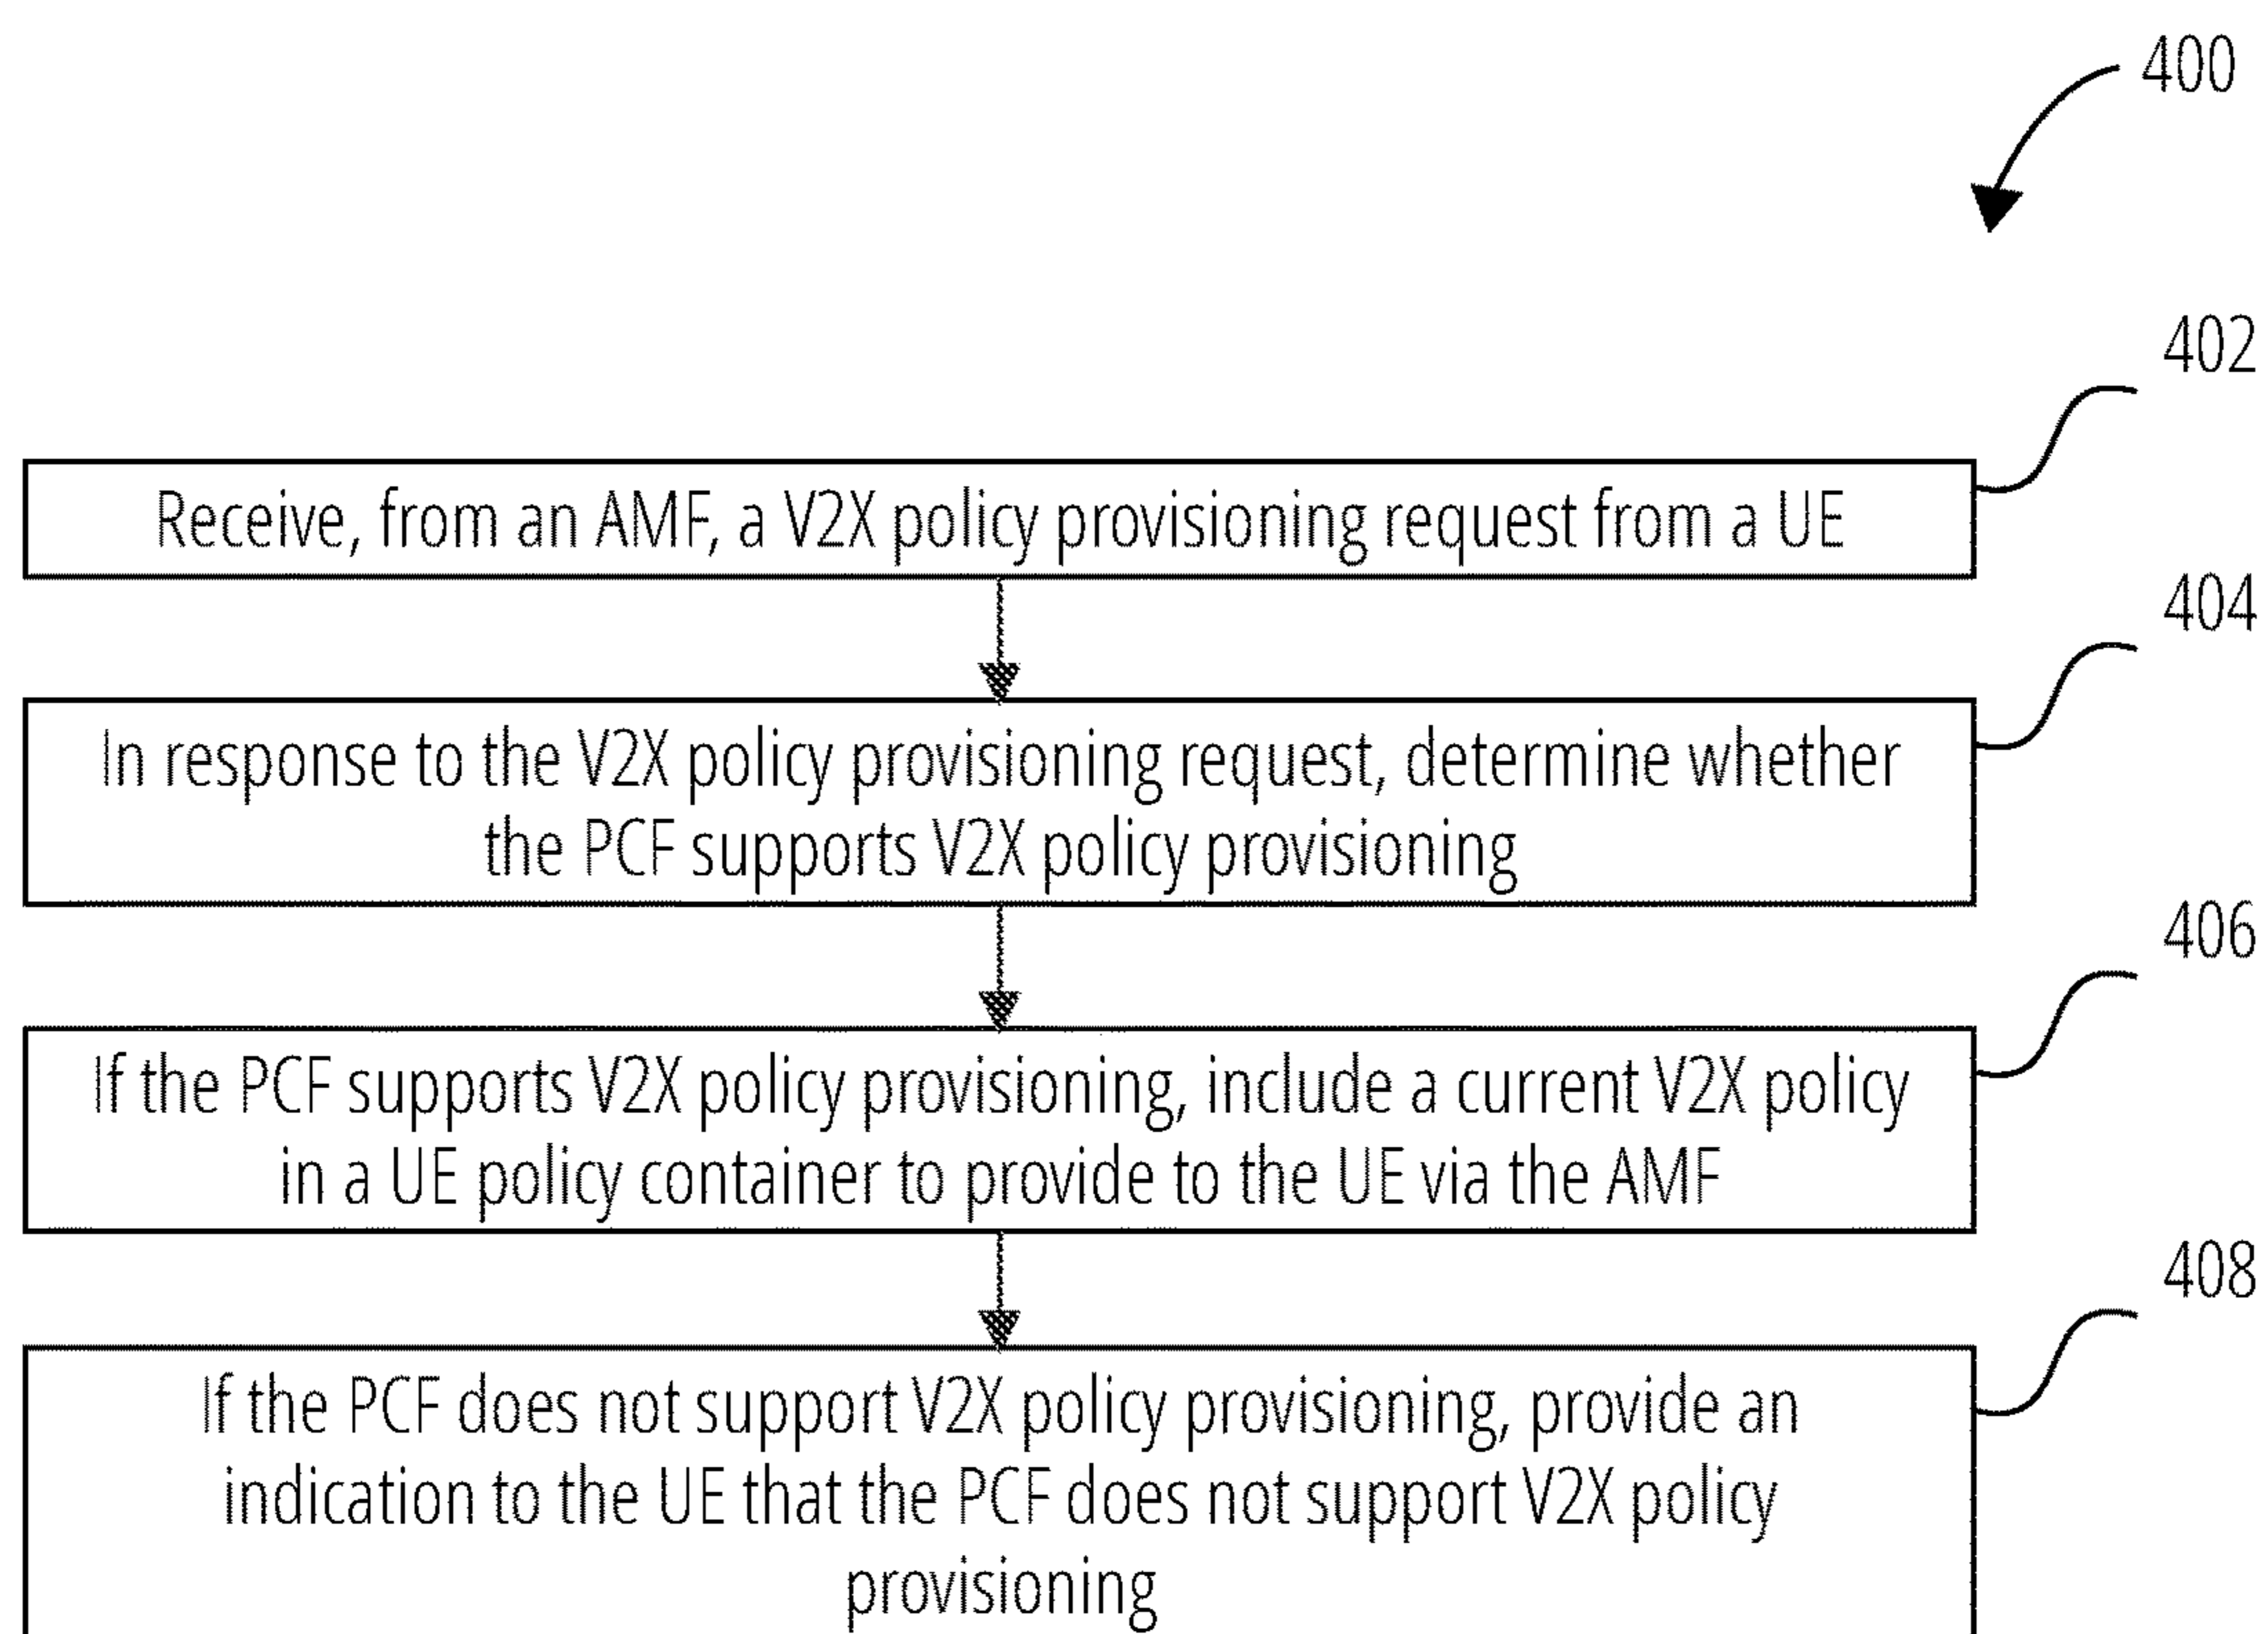 400
402
Receive, from an AMF, a V2X policy provisioning request from a UE
404
In response to the V2X policy provisioning request, determine whether
the PCF supports V2X policy provisioning
406
If the PCF supports V2X policy provisioning, include a current V2X policy
in a UE policy container to provide to the UE via the AMF
408
If the PCF does not support V2X policy provisioning, provide an
indication to the UE that the PCF does not support V2X policy
provisioning